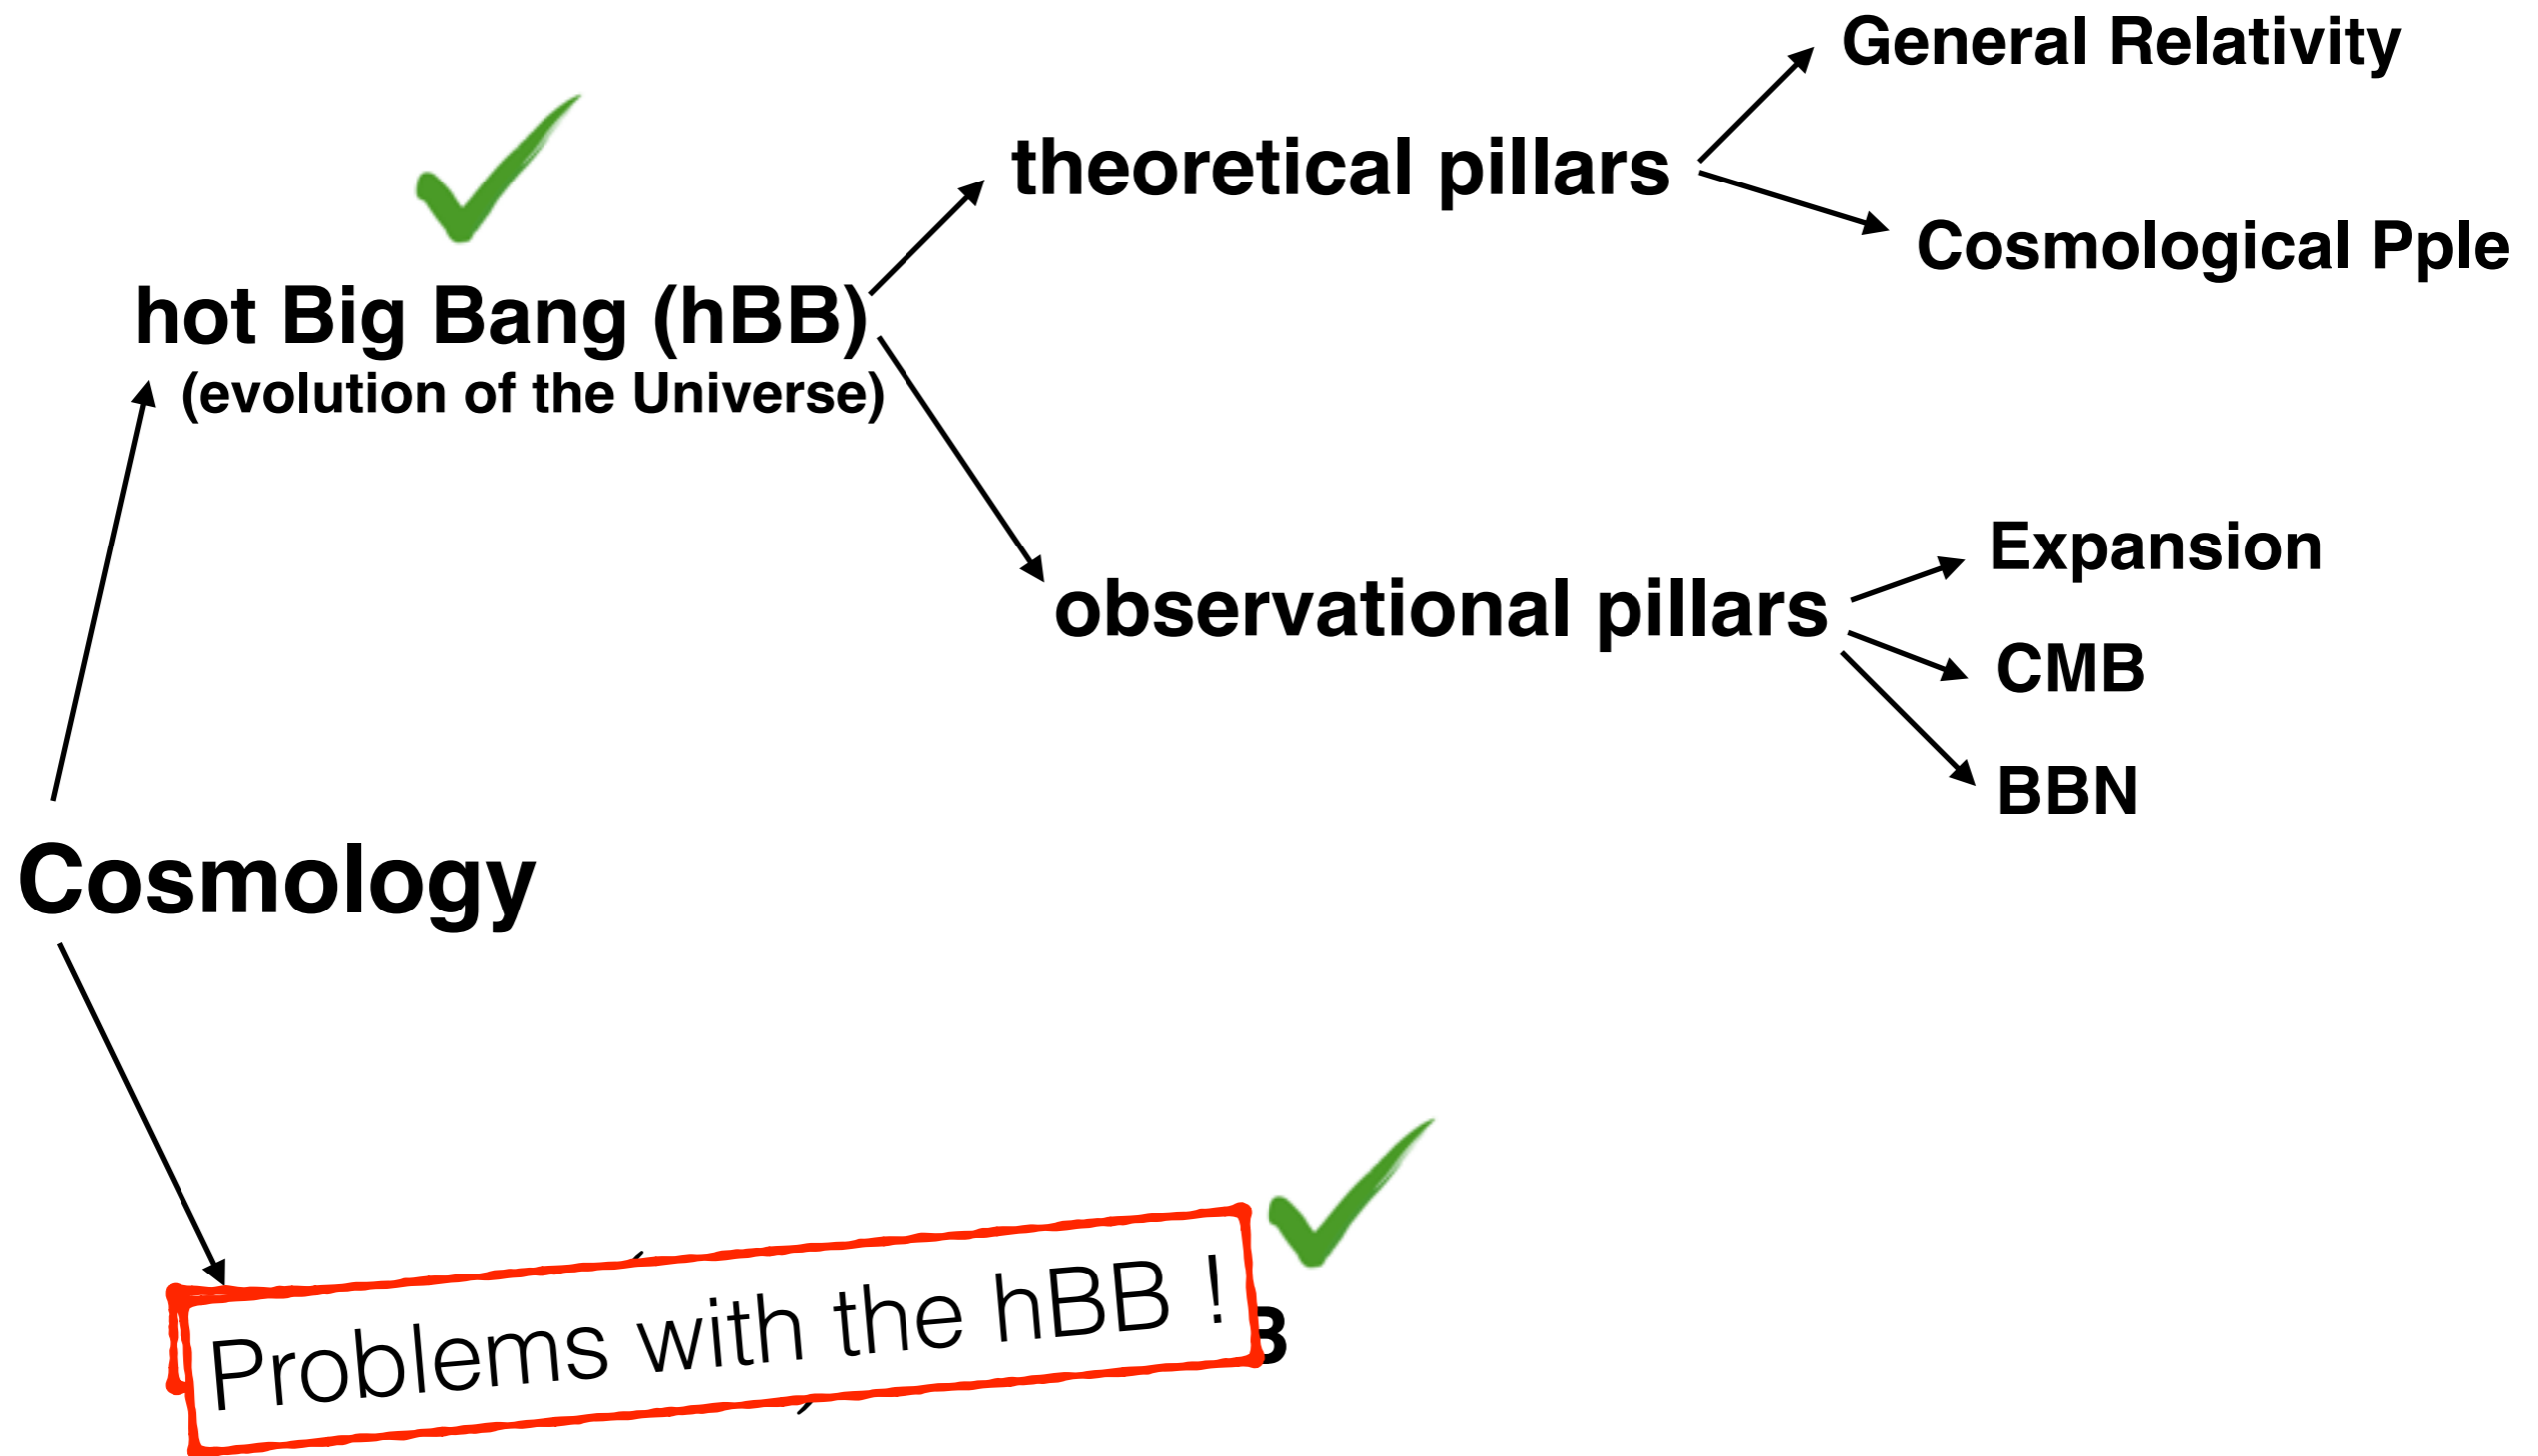 General Relativity
theoretical pillars
Cosmological Pple
hot Big Bang (hBB)
(evolution of the Universe)
Expansion
observational pillars
CMB
BBN
Cosmology
Problems with the hBB !
B